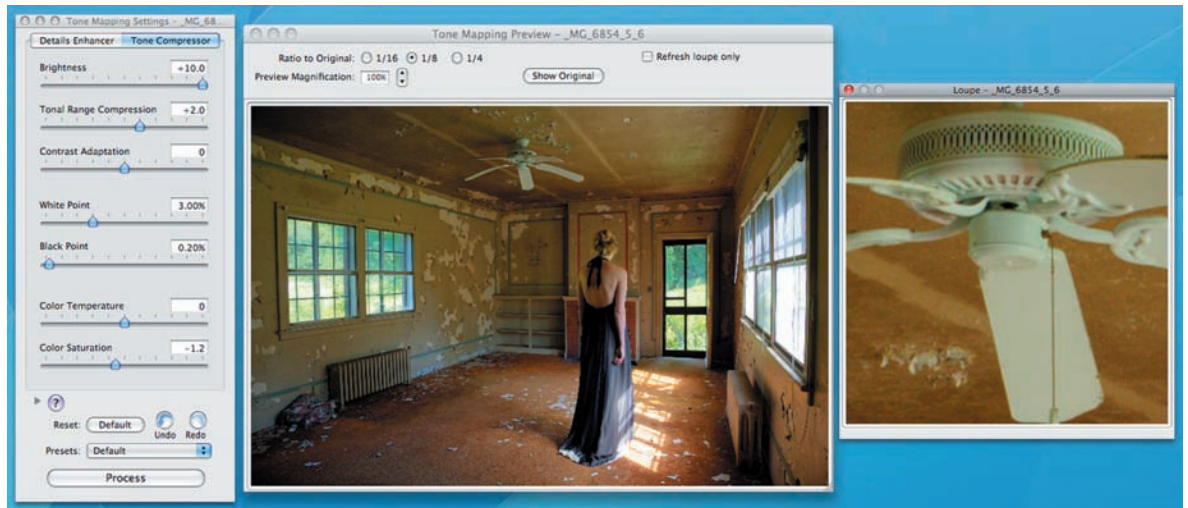 Tone Mapping Settings - _MG_68
Details Enhancer Tone Compressor
Brightness +10.0
Tonal Range Compression +2.0
Contrast Adaptation 0
White Point 3.00%
Black Point 0.20%
Color Temperature 0
Color Saturation -1.2
?
Reset: Default
Undo Redo
Presets: Default
Process
Tone Mapping Preview - _MG_6854_5_6
Ratio to Original: 1/16 1/8 1/4 Refresh loupe only
Preview Magnification: 100% Show Original
Loupe - _MG_6854_5_6